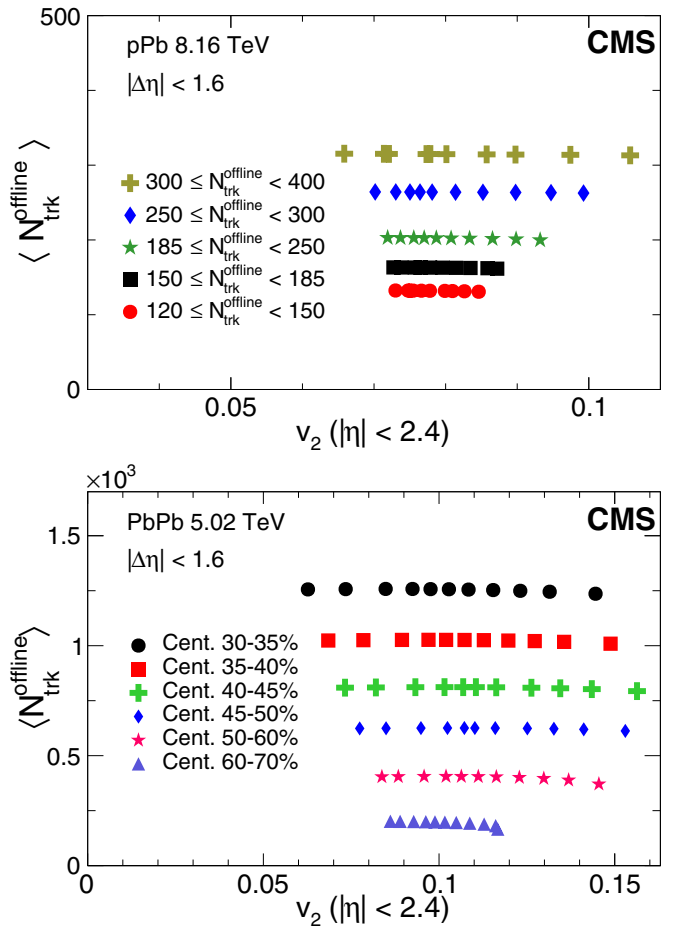 500
pPb 8.16 TeV
CMS
|Δη| < 1.6
⟨ N_trk^offline ⟩
300 ≤ N_trk^offline < 400
250 ≤ N_trk^offline < 300
185 ≤ N_trk^offline < 250
150 ≤ N_trk^offline < 185
120 ≤ N_trk^offline < 150
0
0.05 0.1
v_2 (|η| < 2.4)
×10^3
PbPb 5.02 TeV
CMS
1.5
|Δη| < 1.6
⟨N_trk^offline⟩
1
Cent. 30-35%
Cent. 35-40%
Cent. 40-45%
Cent. 45-50%
0.5
Cent. 50-60%
Cent. 60-70%
0
0 0.05 0.1 0.15
v_2 (|η| < 2.4)